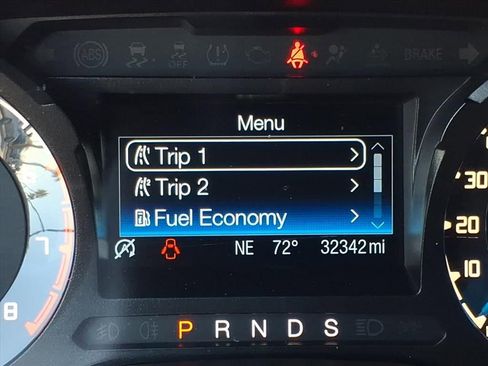 ABS
OFF
BRAKE
Menu
Trip 1
Trip 2
Fuel Economy
NE 72° 32342 mi
P R N D S
7
8
30
20
10